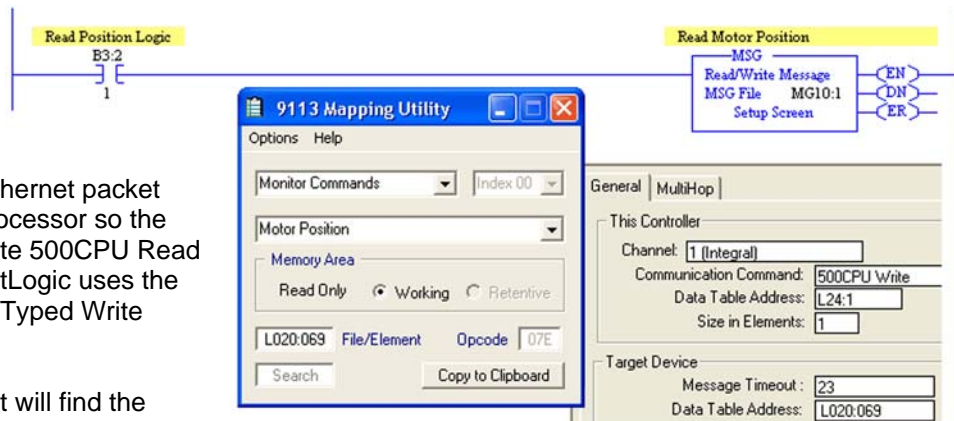 Read Position Logic
B3:2
1
Read Motor Position
MSG
Read/Write Message
MSG File MG10:1
Setup Screen
EN
DN
ER
hernet packet
ocessor so the
te 500CPU Read
tLogic uses the
Typed Write
t will find the
9113 Mapping Utility
Options Help
Monitor Commands
Index 00
Motor Position
Memory Area
Read Only Working Retentive
L020:069 File/Element Opcode 07E
Search Copy to Clipboard
General MultiHop
This Controller
Channel: 1 (Integral)
Communication Command: 500CPU Write
Data Table Address: L24:1
Size in Elements: 1
Target Device
Message Timeout : 23
Data Table Address: L020:069